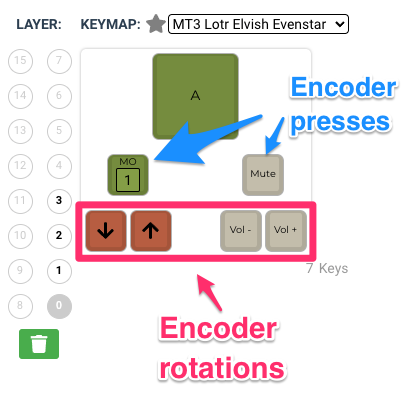 LAYER: KEYMAP: MT3 Lotr Elvish Evenstar
15 7
14 6
13 5
12 4
11 3
10 2
9 1
8 0
A
Encoder
presses
MO
1
Mute
Vol - Vol +
7 Keys
Encoder
rotations